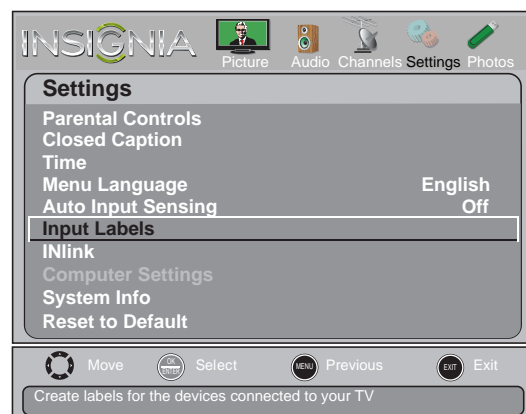 INSIGNIA
Picture Audio Channels Settings Photos
Settings
Parental Controls
Closed Caption
Time
Menu Language English
Auto Input Sensing Off
Input Labels
INlink
Computer Settings
System Info
Reset to Default
Move OK ENTER Select MENU Previous EXIT Exit
Create labels for the devices connected to your TV